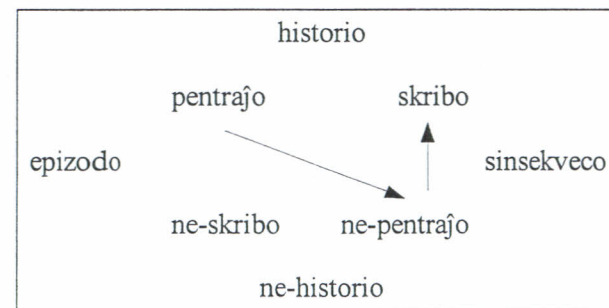 historio
pentraĵo skribo
epizodo sinsekveco
ne-skribo ne-pentraĵo
ne-historio